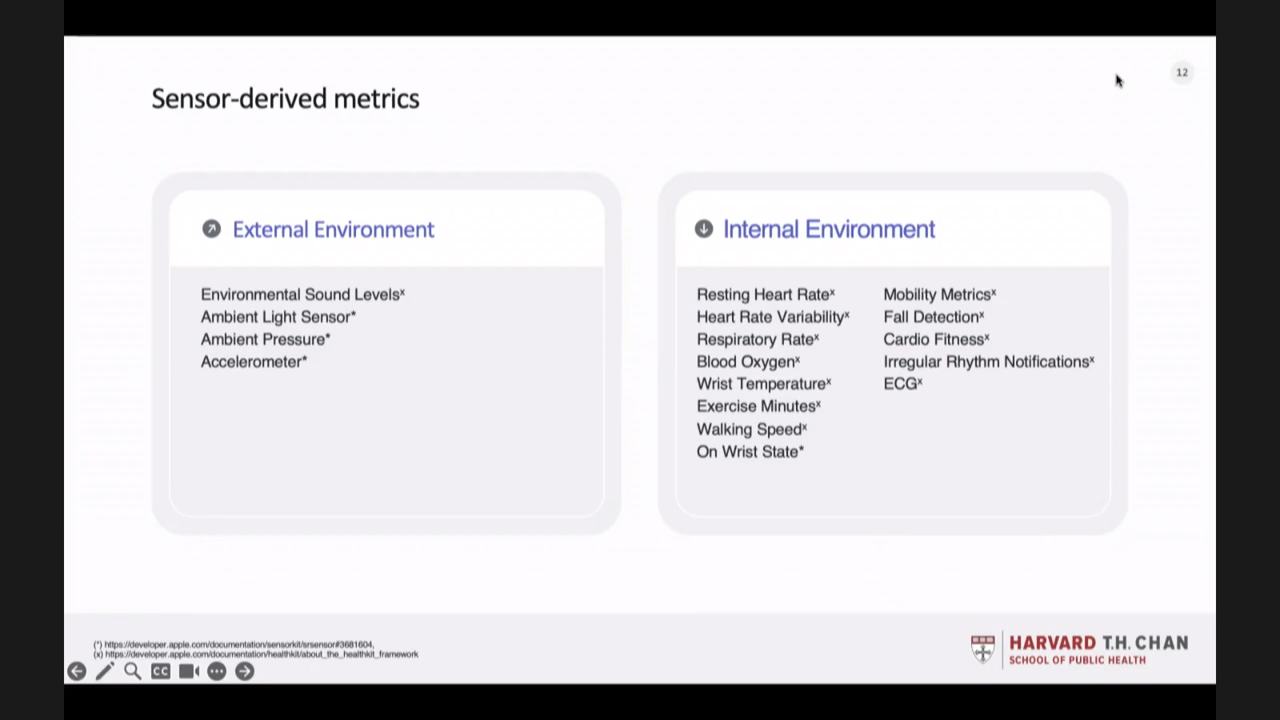 12
Sensor-derived metrics
External Environment
Environmental Sound Levelsˣ
Ambient Light Sensor*
Ambient Pressure*
Accelerometer*
Internal Environment
Resting Heart Rateˣ
Heart Rate Variabilityˣ
Respiratory Rateˣ
Blood Oxygenˣ
Wrist Temperatureˣ
Exercise Minutesˣ
Walking Speedˣ
On Wrist State*
Mobility Metricsˣ
Fall Detectionˣ
Cardio Fitnessˣ
Irregular Rhythm Notificationsˣ
ECGˣ
(*) https://developer.apple.com/documentation/sensorkit/srsensor#3681604,
(x) https://developer.apple.com/documentation/healthkit/about_the_healthkit_framework
CC
HARVARD T.H. CHAN
SCHOOL OF PUBLIC HEALTH